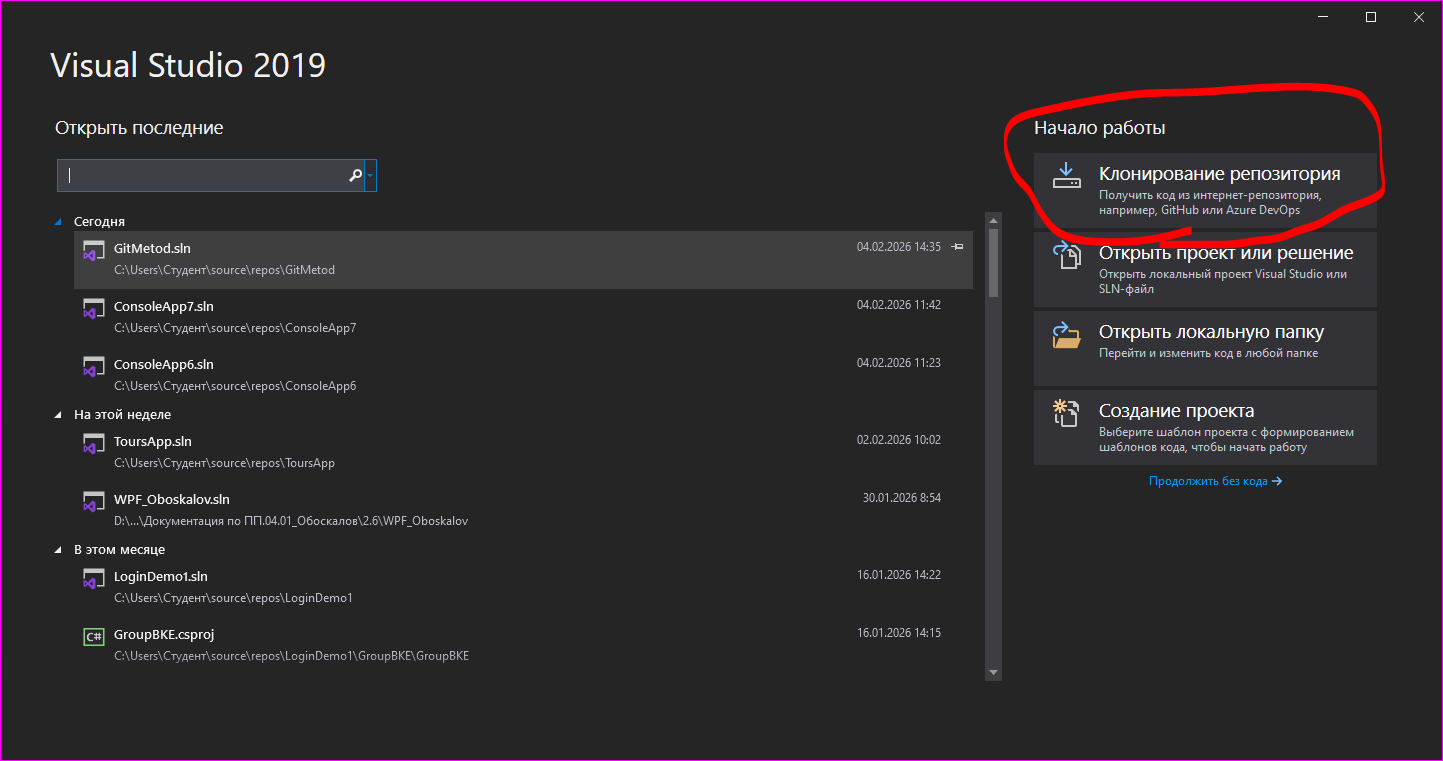 Visual Studio 2019
Открыть последние
Сегодня
GitMetod.sln
04.02.2026 14:35
C:\Users\Студент\source\repos\GitMetod
ConsoleApp7.sln
04.02.2026 11:42
C:\Users\Студент\source\repos\ConsoleApp7
ConsoleApp6.sln
04.02.2026 11:23
C:\Users\Студент\source\repos\ConsoleApp6
На этой неделе
ToursApp.sln
02.02.2026 10:02
C:\Users\Студент\source\repos\ToursApp
WPF_Oboskalov.sln
30.01.2026 8:54
D:\...\Документация по ПП.04.01_Обоскалов\2.6\WPF_Oboskalov
В этом месяце
LoginDemo1.sln
16.01.2026 14:22
C:\Users\Студент\source\repos\LoginDemo1
C#
GroupBKE.csproj
16.01.2026 14:15
C:\Users\Студент\source\repos\LoginDemo1\GroupBKE\GroupBKE
Начало работы
Клонирование репозитория
Получить код из интернет-репозитория,
например, GitHub или Azure DevOps
Открыть проект или решение
Открыть локальный проект Visual Studio или
SLN-файл
Открыть локальную папку
Перейти и изменить код в любой папке
Создание проекта
Выберите шаблон проекта с формированием
шаблонов кода, чтобы начать работу
Продолжить без кода →